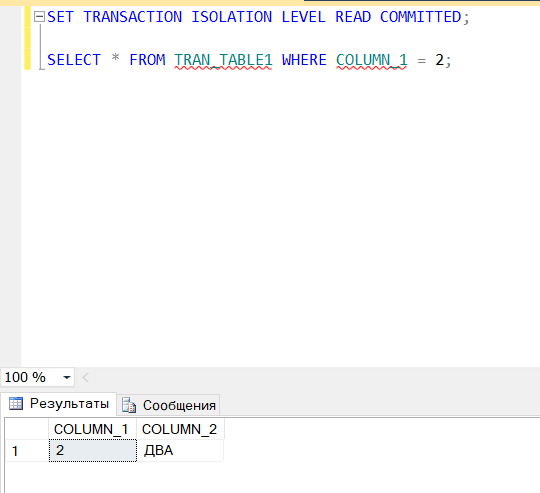 SET TRANSACTION ISOLATION LEVEL READ COMMITTED;
SELECT * FROM TRAN_TABLE1 WHERE COLUMN_1 = 2;
100 %
Результаты Сообщения
COLUMN_1 COLUMN_2
1 2 ДВА